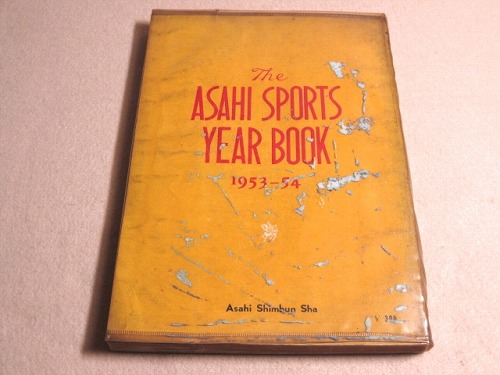 The
ASAHI SPORTS
YEAR BOOK
1953-54
Asahi Shimbun Sha